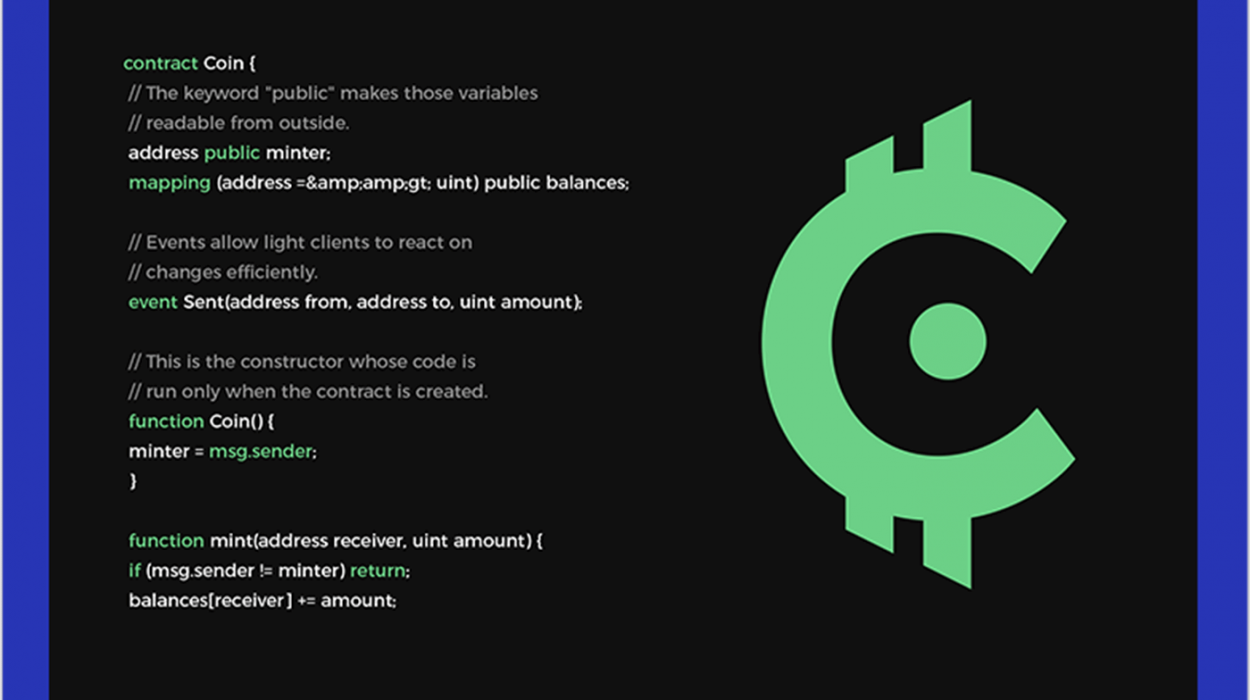 contract Coin {
// The keyword "public" makes those variables
// readable from outside.
address public minter;
mapping (address =&amp;amp;gt; uint) public balances;
// Events allow light clients to react on
// changes efficiently.
event Sent(address from, address to, uint amount);
// This is the constructor whose code is
// run only when the contract is created.
function Coin() {
minter = msg.sender;
}
function mint(address receiver, uint amount) {
if (msg.sender != minter) return;
balances[receiver] += amount;